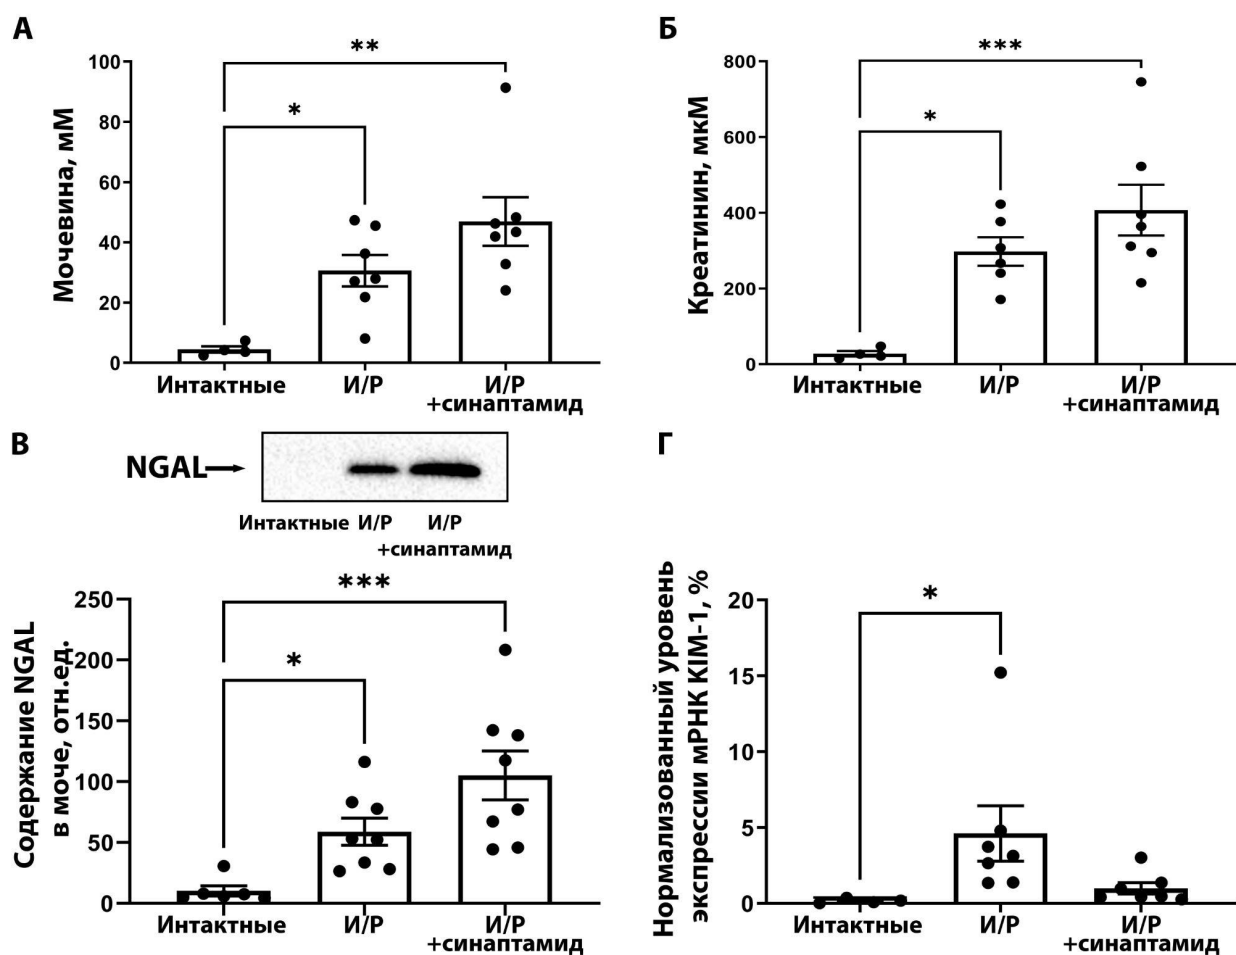 А
**
100
80
60
40
20
0
*
Мочевина, мМ
Интактные
И/Р
И/Р
+синаптамид
Б
***
800
600
400
200
0
*
Креатинин, мкМ
Интактные
И/Р
И/Р
+синаптамид
В
NGAL
Интактные
И/Р
И/Р
+синаптамид
***
250
200
150
100
50
0
*
Содержание NGAL
в моче, отн.ед.
Интактные
И/Р
И/Р
+синаптамид
Г
*
20
15
10
5
0
Нормализованный уровень
экспрессии мРНК KIM-1, %
Интактные
И/Р
И/Р
+синаптамид